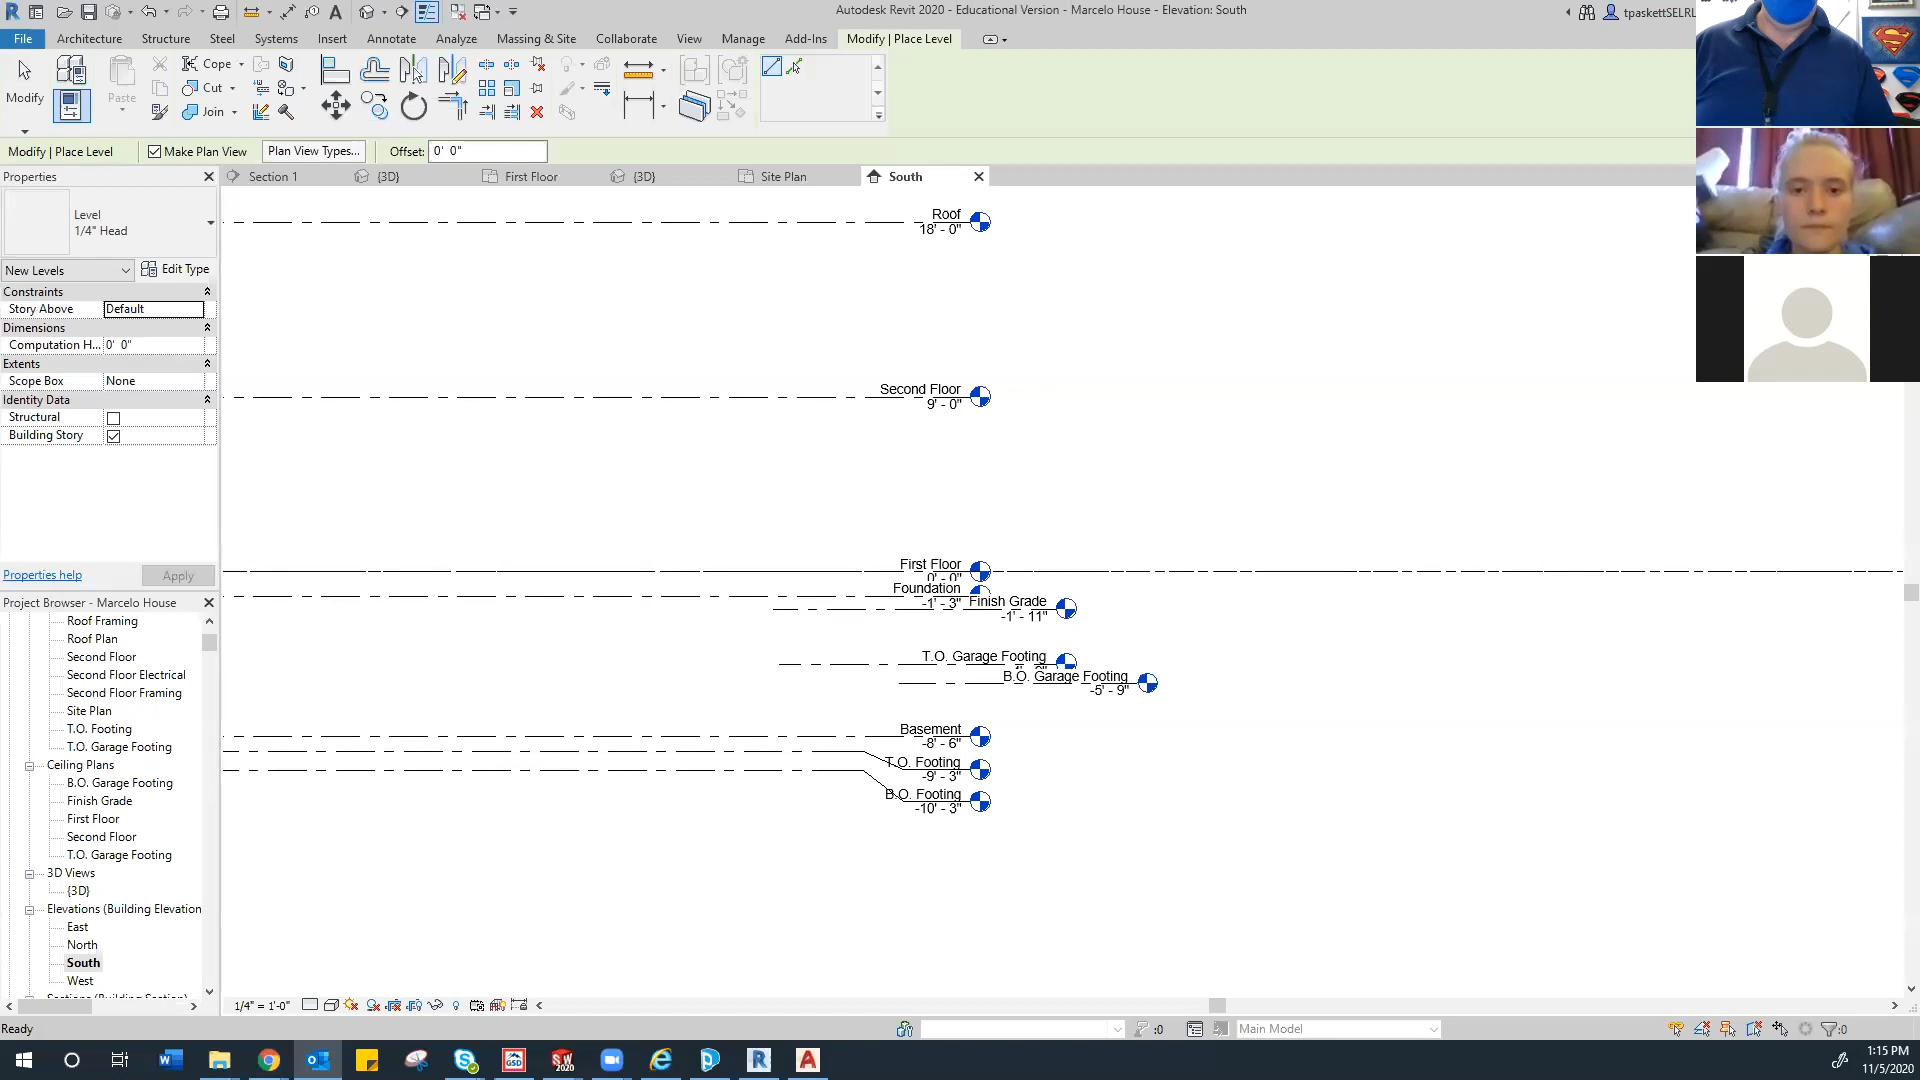 Autodesk Revit 2020 - Educational Version - Marcelo House - Elevation: South
tpaskettSELRL
File Architecture Structure Steel Systems Insert Annotate Analyze Massing & Site Collaborate View Manage Add-Ins Modify | Place Level
Modify
Paste
Cope
Cut
Join
Modify | Place Level
Make Plan View
Plan View Types...
Offset: 0' 0"
Properties
Section 1
{3D}
First Floor
{3D}
Site Plan
South
Level
1/4" Head
New Levels
Edit Type
Constraints
Story Above Default
Dimensions
Computation H... 0' 0"
Extents
Scope Box None
Identity Data
Structural
Building Story
Properties help
Apply
Project Browser - Marcelo House
Roof Framing
Roof Plan
Second Floor
Second Floor Electrical
Second Floor Framing
Site Plan
T.O. Footing
T.O. Garage Footing
Ceiling Plans
B.O. Garage Footing
Finish Grade
First Floor
Second Floor
T.O. Garage Footing
3D Views
{3D}
Elevations (Building Elevation
East
North
South
West
Sections (Building Section)
Roof
18' - 0"
Second Floor
9' - 0"
First Floor
0' - 0"
Foundation
-1' - 3"
Finish Grade
-1' - 11"
T.O. Garage Footing
B.O. Garage Footing
-5' - 9"
Basement
-8' - 6"
T.O. Footing
-9' - 3"
B.O. Footing
-10' - 3"
1/4" = 1'-0"
Ready
:0
Main Model
:0
1:15 PM
11/5/2020